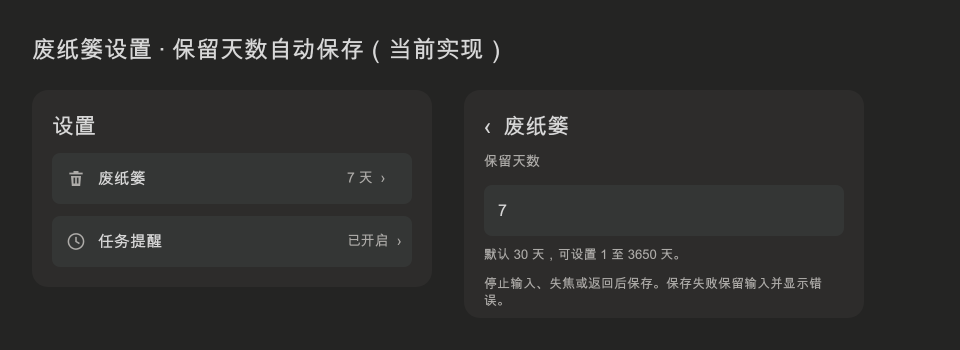 废纸篓设置 · 保留天数自动保存（当前实现）
设置
废纸篓 7 天 ›
任务提醒 已开启 ›
‹ 废纸篓
保留天数
7
默认 30 天，可设置 1 至 3650 天。
停止输入、失焦或返回后保存。保存失败保留输入并显示错
误。